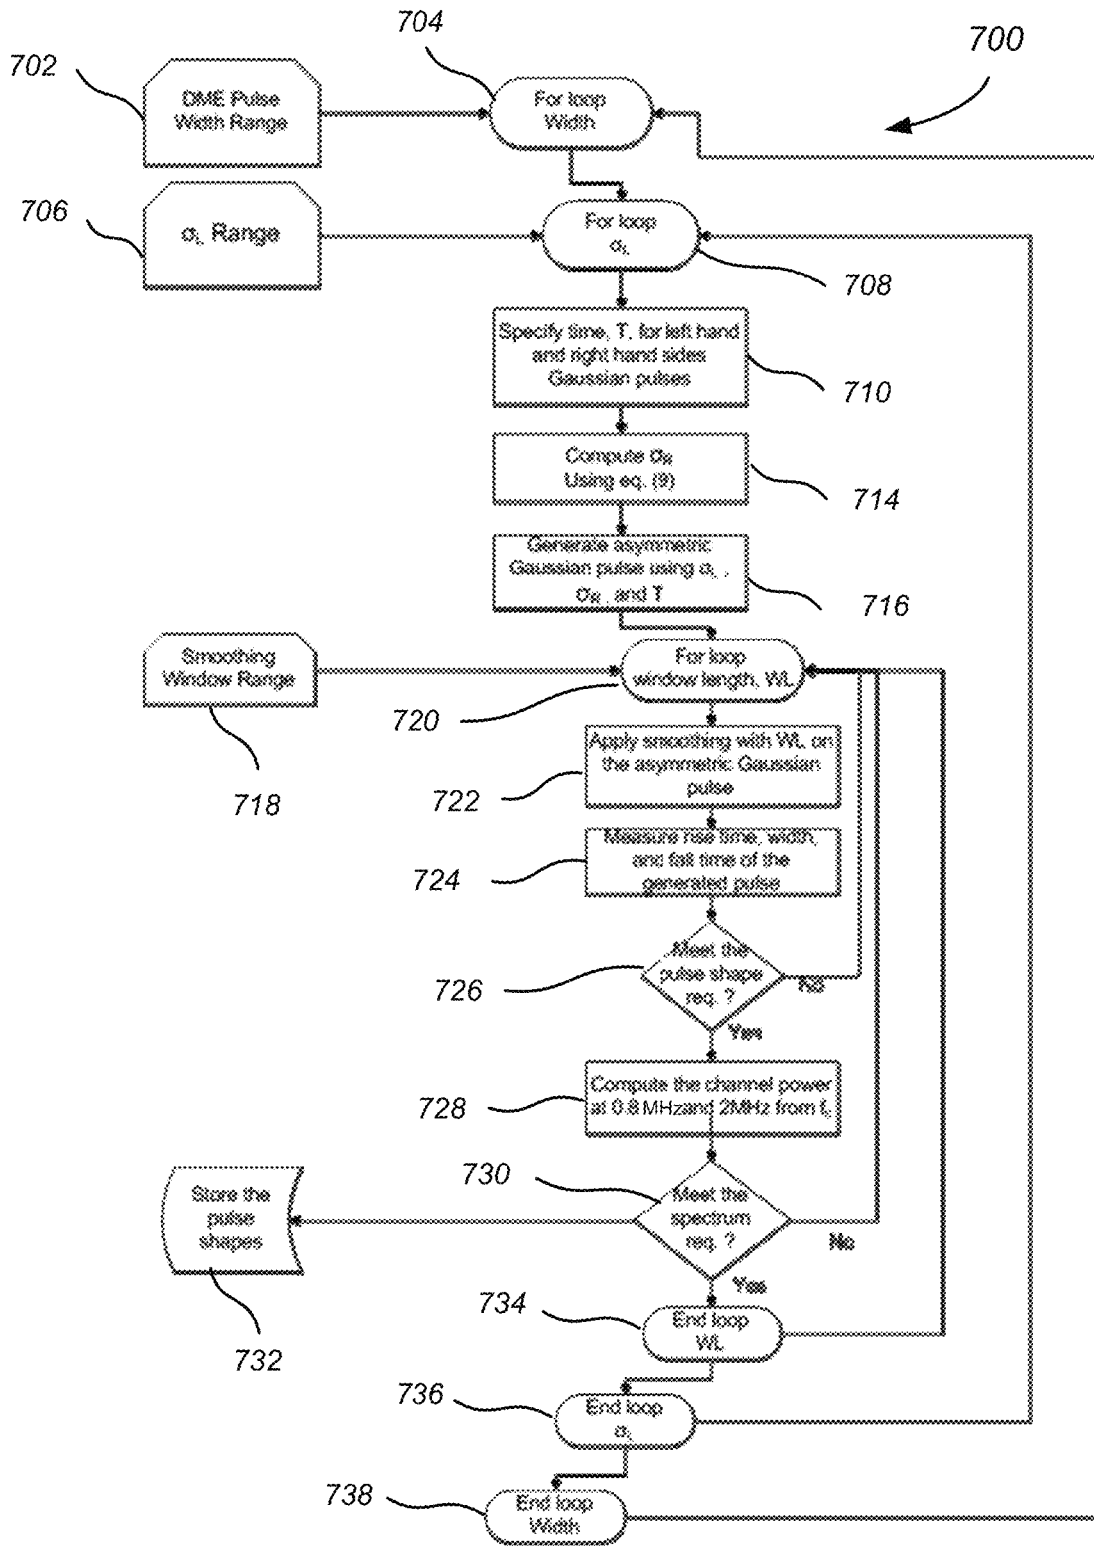 700
704
702
DME Pulse
Width Range
For loop
Width
706
σL Range
For loop
σL
708
Specify time, T, for left hand
and right hand sides
Gaussian pulses
710
Compute σR
Using eq. (9)
714
Generate asymmetric
Gaussian pulse using σL ,
σR , and T
716
Smoothing
Window Range
For loop
window length, WL
720
718
Apply smoothing with WL on
the asymmetric Gaussian
pulse
722
Measure rise time, width,
and fall time of the
generated pulse
724
Meet the
pulse shape
req. ?
No
726
Yes
Compute the channel power
at 0.8 MHzand 2MHz from fc
728
730
Meet the
spectrum
req. ?
No
Store the
pulse
shapes
732
Yes
734
End loop
WL
736
End loop
σL
738
End loop
Width